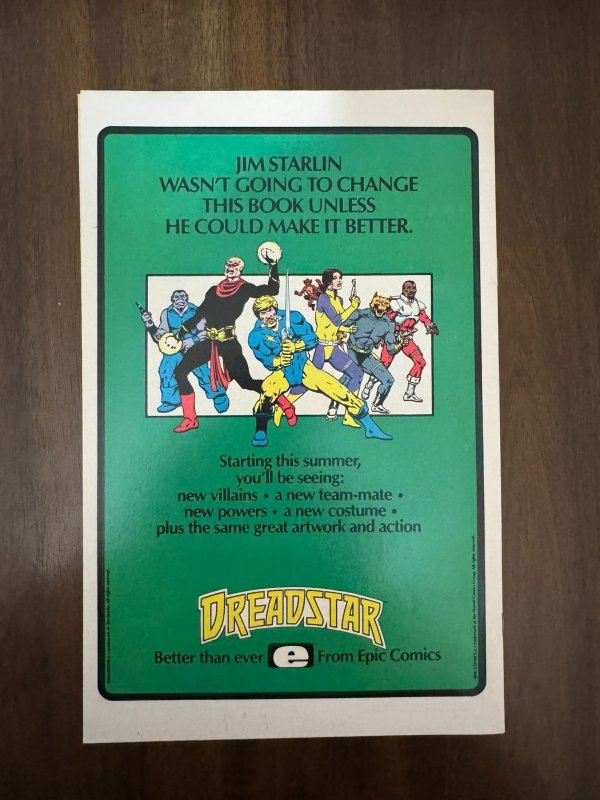 JIM STARLIN
WASN'T GOING TO CHANGE
THIS BOOK UNLESS
HE COULD MAKE IT BETTER.
Starting this summer,
you'll be seeing:
new villains • a new team-mate •
new powers • a new costume •
plus the same great artwork and action
DREADSTAR
Better than ever e From Epic Comics